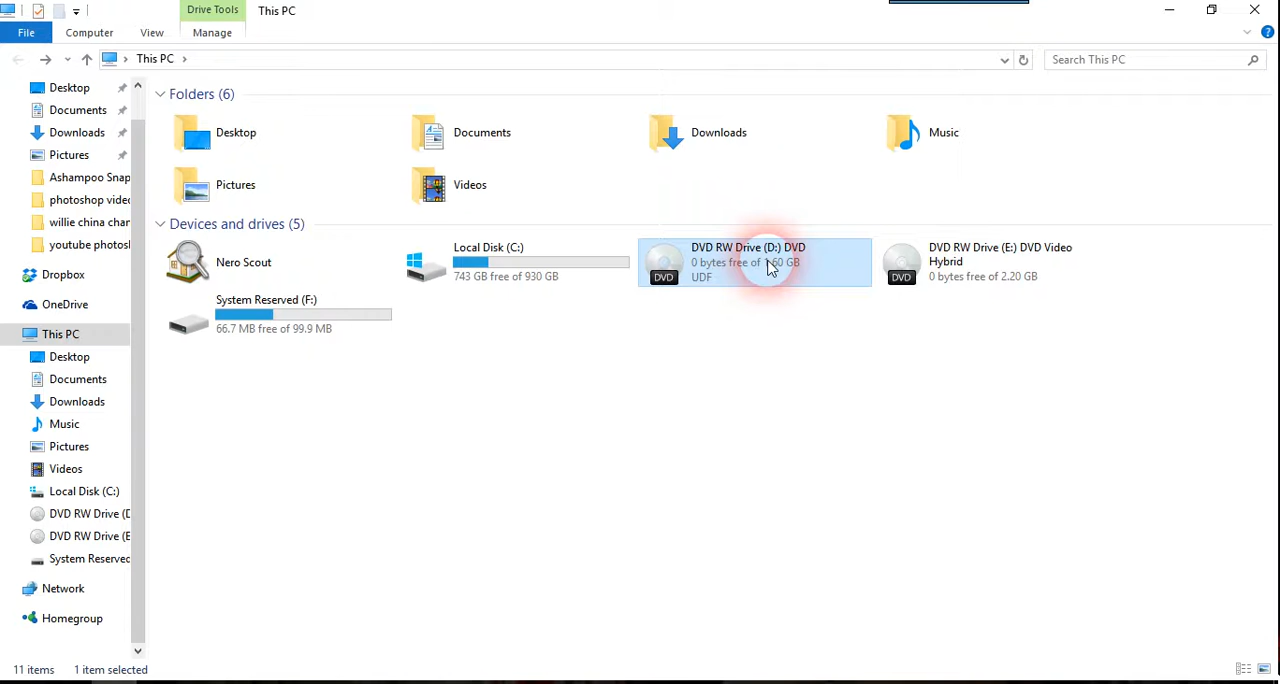 Drive Tools
This PC
File
Computer
View
Manage
This PC
Search This PC
Desktop
Documents
Downloads
Pictures
Ashampoo Snap
photoshop video
willie china chan
youtube photosh
Dropbox
OneDrive
This PC
Desktop
Documents
Downloads
Music
Pictures
Videos
Local Disk (C:)
DVD RW Drive (D
DVD RW Drive (E
System Reserved
Network
Homegroup
Folders (6)
Desktop
Documents
Downloads
Music
Pictures
Videos
Devices and drives (5)
Nero Scout
Local Disk (C:)
743 GB free of 930 GB
DVD RW Drive (D:) DVD
0 bytes free of 1.60 GB
UDF
DVD
DVD RW Drive (E:) DVD Video
Hybrid
0 bytes free of 2.20 GB
DVD
System Reserved (F:)
66.7 MB free of 99.9 MB
11 items
1 item selected